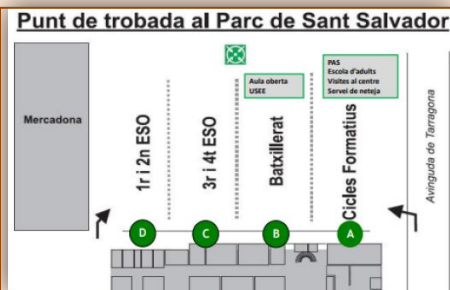 Punt de trobada al Parc de Sant Salvador
Mercadona
1r i 2n ESO
3r i 4t ESO
Aula oberta
USEE
Batxillerat
PAS
Escola d'adults
Visites al centre
Servei de neteja
Cicles Formatius
Avinguda de Tarragona
D
C
B
A